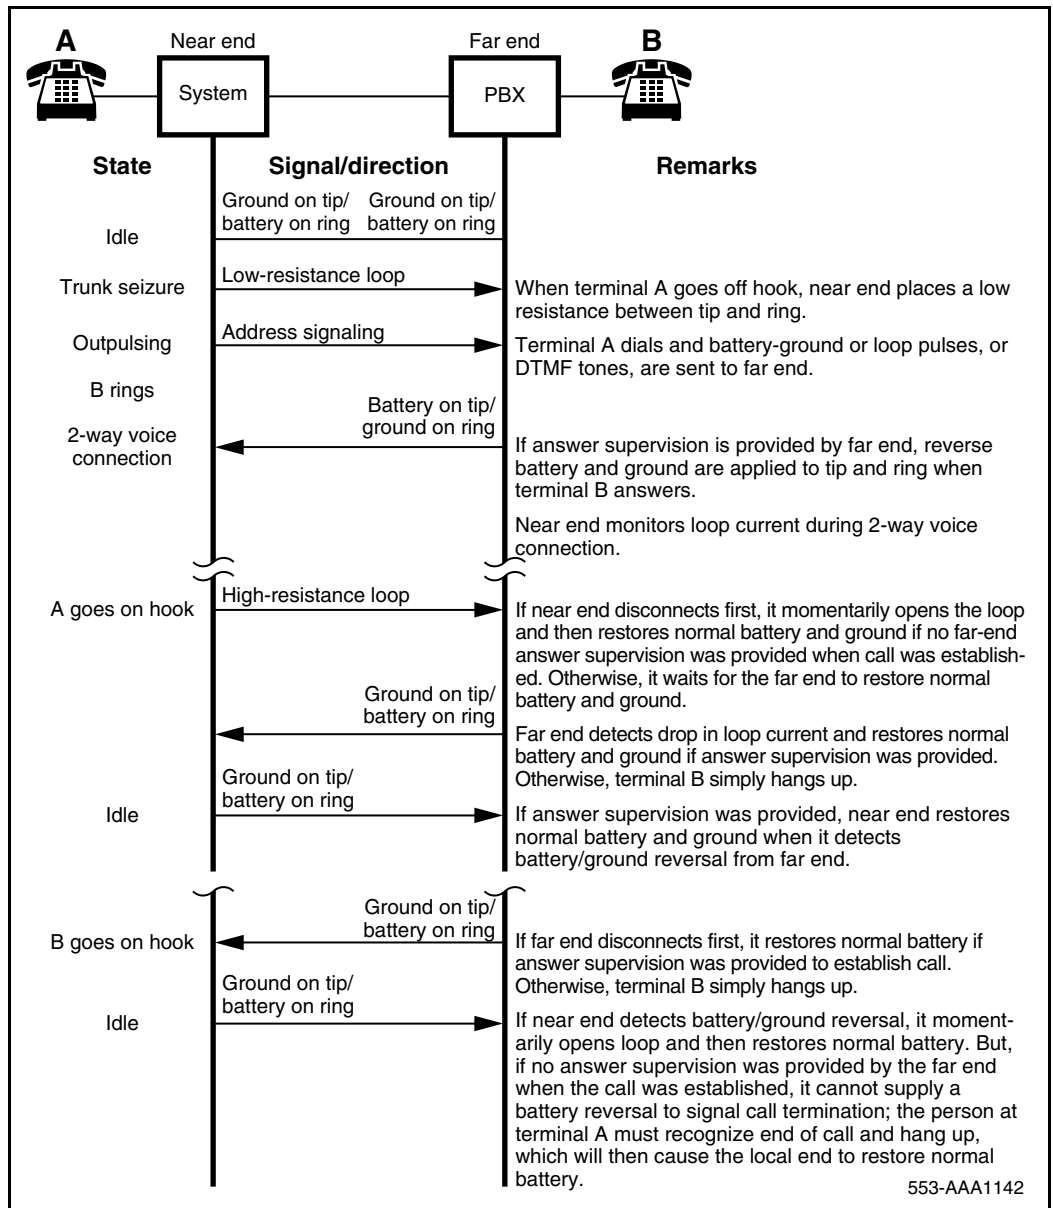 A
Near end
Far end
B
System
PBX
State
Signal/direction
Remarks
Ground on tip/
battery on ring
Ground on tip/
battery on ring
Idle
Trunk seizure
Low-resistance loop
When terminal A goes off hook, near end places a low
resistance between tip and ring.
Outpulsing
Address signaling
Terminal A dials and battery-ground or loop pulses, or
DTMF tones, are sent to far end.
B rings
Battery on tip/
ground on ring
2-way voice
connection
If answer supervision is provided by far end, reverse
battery and ground are applied to tip and ring when
terminal B answers.
Near end monitors loop current during 2-way voice
connection.
A goes on hook
High-resistance loop
If near end disconnects first, it momentarily opens the loop
and then restores normal battery and ground if no far-end
answer supervision was provided when call was establish-
ed. Otherwise, it waits for the far end to restore normal
battery and ground.
Ground on tip/
battery on ring
Far end detects drop in loop current and restores normal
battery and ground if answer supervision was provided.
Otherwise, terminal B simply hangs up.
Ground on tip/
battery on ring
Idle
If answer supervision was provided, near end restores
normal battery and ground when it detects
battery/ground reversal from far end.
Ground on tip/
battery on ring
B goes on hook
If far end disconnects first, it restores normal battery if
answer supervision was provided to establish call.
Otherwise, terminal B simply hangs up.
Ground on tip/
battery on ring
Idle
If near end detects battery/ground reversal, it moment-
arily opens loop and then restores normal battery. But,
if no answer supervision was provided by the far end
when the call was established, it cannot supply a
battery reversal to signal call termination; the person at
terminal A must recognize end of call and hang up,
which will then cause the local end to restore normal
battery.
553-AAA1142